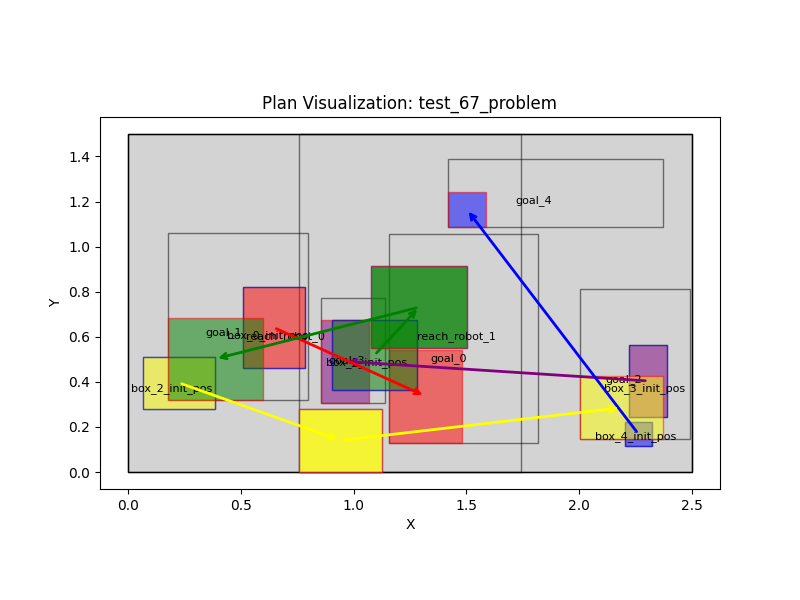 Plan Visualization: test_67_problem
1.4
1.2
1.0
0.8
0.6
0.4
0.2
0.0
Y
goal_4
goal_1
reach_robot_1
goal_0
box_2_init_pos
goal_2
box_3_init_pos
box_4_init_pos
0.0
0.5
1.0
1.5
2.0
2.5
X